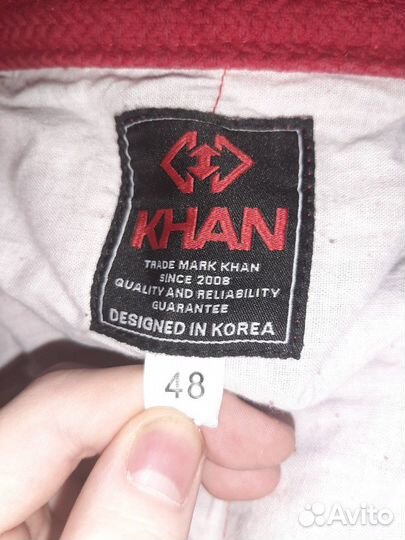 KHAN
TRADE MARK KHAN
SINCE 2008
QUALITY AND RELIABILITY
GUARANTEE
DESIGNED IN KOREA
48
Avito